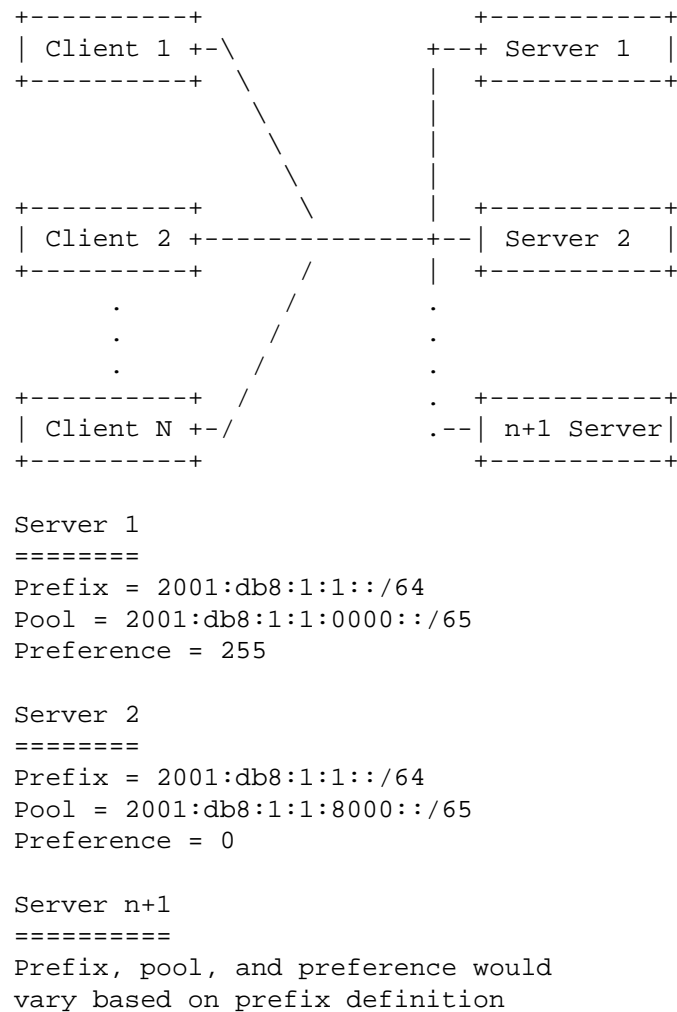 Client 1
Server 1
Client 2
Server 2
Client N
n+1 Server
Server 1
========
Prefix = 2001:db8:1:1::/64
Pool = 2001:db8:1:1:0000::/65
Preference = 255
Server 2
========
Prefix = 2001:db8:1:1::/64
Pool = 2001:db8:1:1:8000::/65
Preference = 0
Server n+1
==========
Prefix, pool, and preference would
vary based on prefix definition